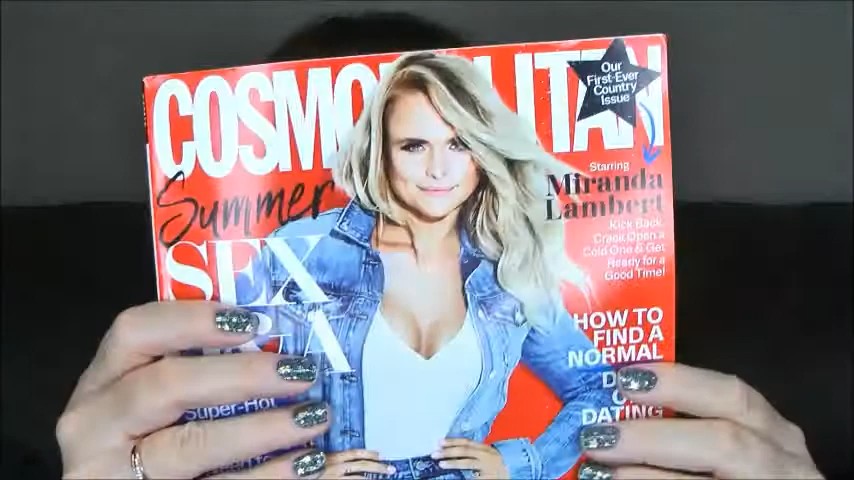 COSMOPOLITAN
Our
First-Ever
Country
Issue
Starring
Miranda
Lambert
Kick Back,
Crack Open a
Cold One & Get
Ready for a
Good Time!
Summer
SEX
HOW TO
FIND A
NORMAL
DATING
Super-Hot